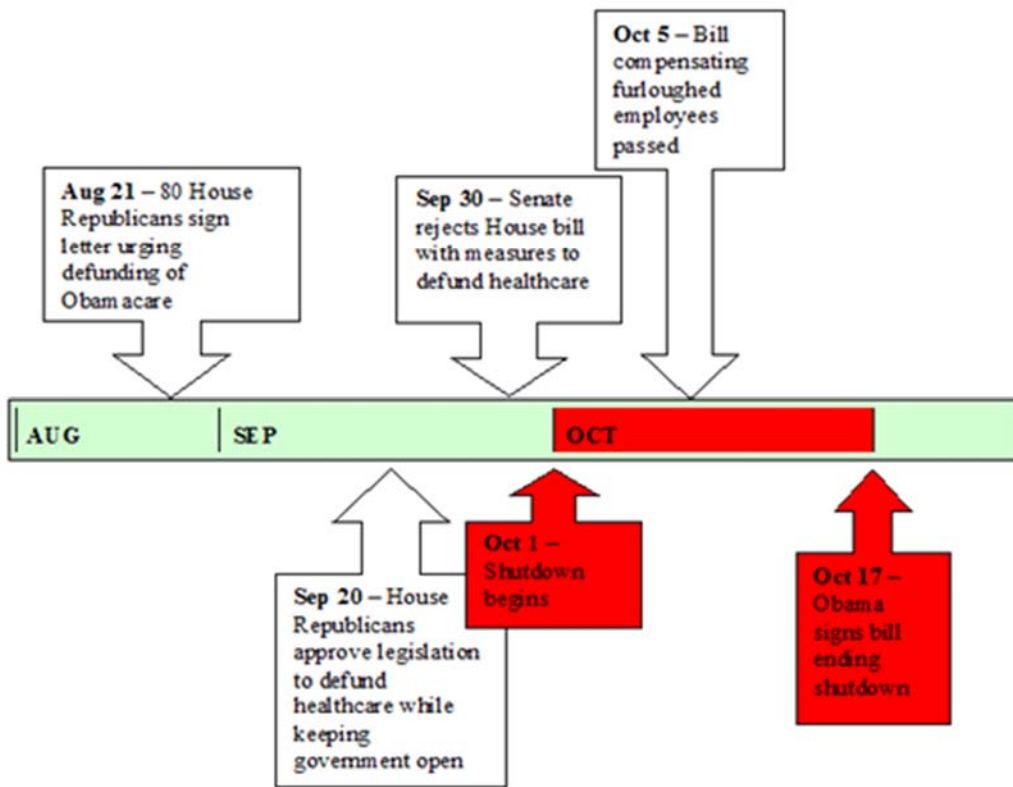 Oct 5 – Bill
compensating
furloughed
employees
passed
Aug 21 – 80 House
Republicans sign
letter urging
defunding of
Obamacare
Sep 30 – Senate
rejects House bill
with measures to
defund healthcare
AUG
SEP
OCT
Sep 20 – House
Republicans
approve legislation
to defund
healthcare while
keeping
government open
Oct 1 –
Shutdown
begins
Oct 17 –
Obama
signs bill
ending
shutdown